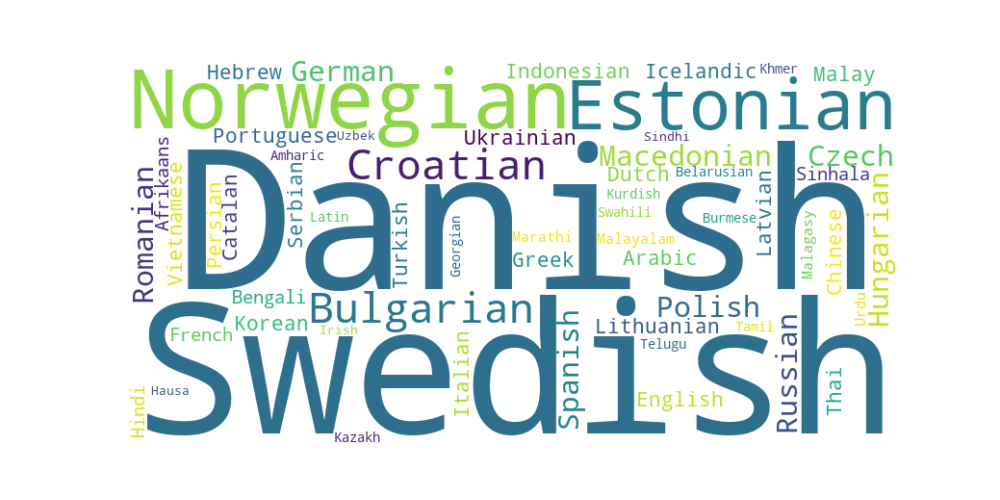 Hebrew
German
Indonesian
Icelandic
Khmer
Malay
Norwegian
Estonian
Portuguese
Uzbek
Ukrainian
Sindhi
Amharic
Croatian
Macedonian
Czech
Danish
Dutch
Belarusian
Sinhala
Romanian
Afrikaans
Vietnamese
Persian
Catalan
Serbian
Latin
Turkish
Georgian
Marathi
Greek
Kurdish
Swahili
Malayalam
Arabic
Burmese
Latvian
Malagasy
Chinese
Urdu
Hungarian
Bengali
Bulgarian
Polish
French
Korean
Irish
Lithuanian
Tamil
Telugu
Swedish
Italian
Spanish
Russian
Thai
Hindi
Hausa
English
Kazakh